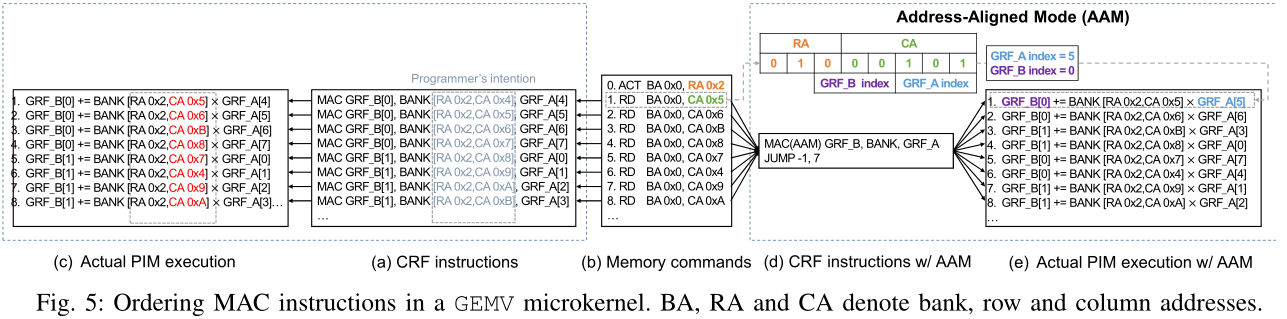 Address-Aligned Mode (AAM)
RA CA
0 1 0 0 0 1 0 1
GRF_B index GRF_A index
GRF_A index = 5
GRF_B index = 0
1. GRF_B[0] += BANK [RA 0x2,CA 0x5] × GRF_A[4]
2. GRF_B[0] += BANK [RA 0x2,CA 0x6] × GRF_A[5]
3. GRF_B[0] += BANK [RA 0x2,CA 0xB] × GRF_A[6]
4. GRF_B[0] += BANK [RA 0x2,CA 0x8] × GRF_A[7]
5. GRF_B[1] += BANK [RA 0x2,CA 0x7] × GRF_A[0]
6. GRF_B[1] += BANK [RA 0x2,CA 0x4] × GRF_A[1]
7. GRF_B[1] += BANK [RA 0x2,CA 0x9] × GRF_A[2]
8. GRF_B[1] += BANK [RA 0x2,CA 0xA] × GRF_A[3]...
(c) Actual PIM execution
Programmer's intention
MAC GRF_B[0], BANK [RA 0x2,CA 0x4], GRF_A[4]
MAC GRF_B[0], BANK [RA 0x2,CA 0x5], GRF_A[5]
MAC GRF_B[0], BANK [RA 0x2,CA 0x6], GRF_A[6]
MAC GRF_B[0], BANK [RA 0x2,CA 0x7], GRF_A[7]
MAC GRF_B[1], BANK [RA 0x2,CA 0x8], GRF_A[0]
MAC GRF_B[1], BANK [RA 0x2,CA 0x9], GRF_A[1]
MAC GRF_B[1], BANK [RA 0x2,CA 0xA], GRF_A[2]
MAC GRF_B[1], BANK [RA 0x2,CA 0xB], GRF_A[3]
...
(a) CRF instructions
0. ACT BA 0x0, RA 0x2
1. RD BA 0x0, CA 0x5
2. RD BA 0x0, CA 0x6
3. RD BA 0x0, CA 0xB
4. RD BA 0x0, CA 0x8
5. RD BA 0x0, CA 0x7
6. RD BA 0x0, CA 0x4
7. RD BA 0x0, CA 0x9
8. RD BA 0x0, CA 0xA
...
(b) Memory commands
MAC(AAM) GRF_B, BANK, GRF_A
JUMP -1, 7
(d) CRF instructions w/ AAM
1. GRF_B[0] += BANK [RA 0x2,CA 0x5] × GRF_A[5]
2. GRF_B[0] += BANK [RA 0x2,CA 0x6] × GRF_A[6]
3. GRF_B[1] += BANK [RA 0x2,CA 0xB] × GRF_A[3]
4. GRF_B[1] += BANK [RA 0x2,CA 0x8] × GRF_A[0]
5. GRF_B[0] += BANK [RA 0x2,CA 0x7] × GRF_A[7]
6. GRF_B[0] += BANK [RA 0x2,CA 0x4] × GRF_A[4]
7. GRF_B[1] += BANK [RA 0x2,CA 0x9] × GRF_A[1]
8. GRF_B[1] += BANK [RA 0x2,CA 0xA] × GRF_A[2]
...
(e) Actual PIM execution w/ AAM
Fig. 5: Ordering MAC instructions in a GEMV microkernel. BA, RA and CA denote bank, row and column addresses.